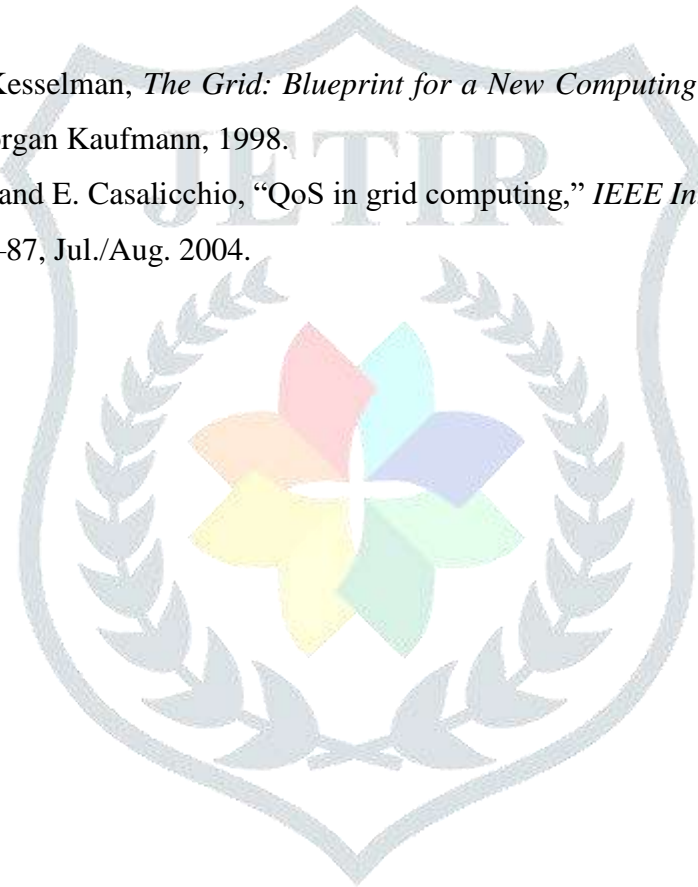 Kesselman, The Grid: Blueprint for a New Computing
organ Kaufmann, 1998.
JETIR
and E. Casalicchio, “QoS in grid computing,” IEEE In
–87, Jul./Aug. 2004.